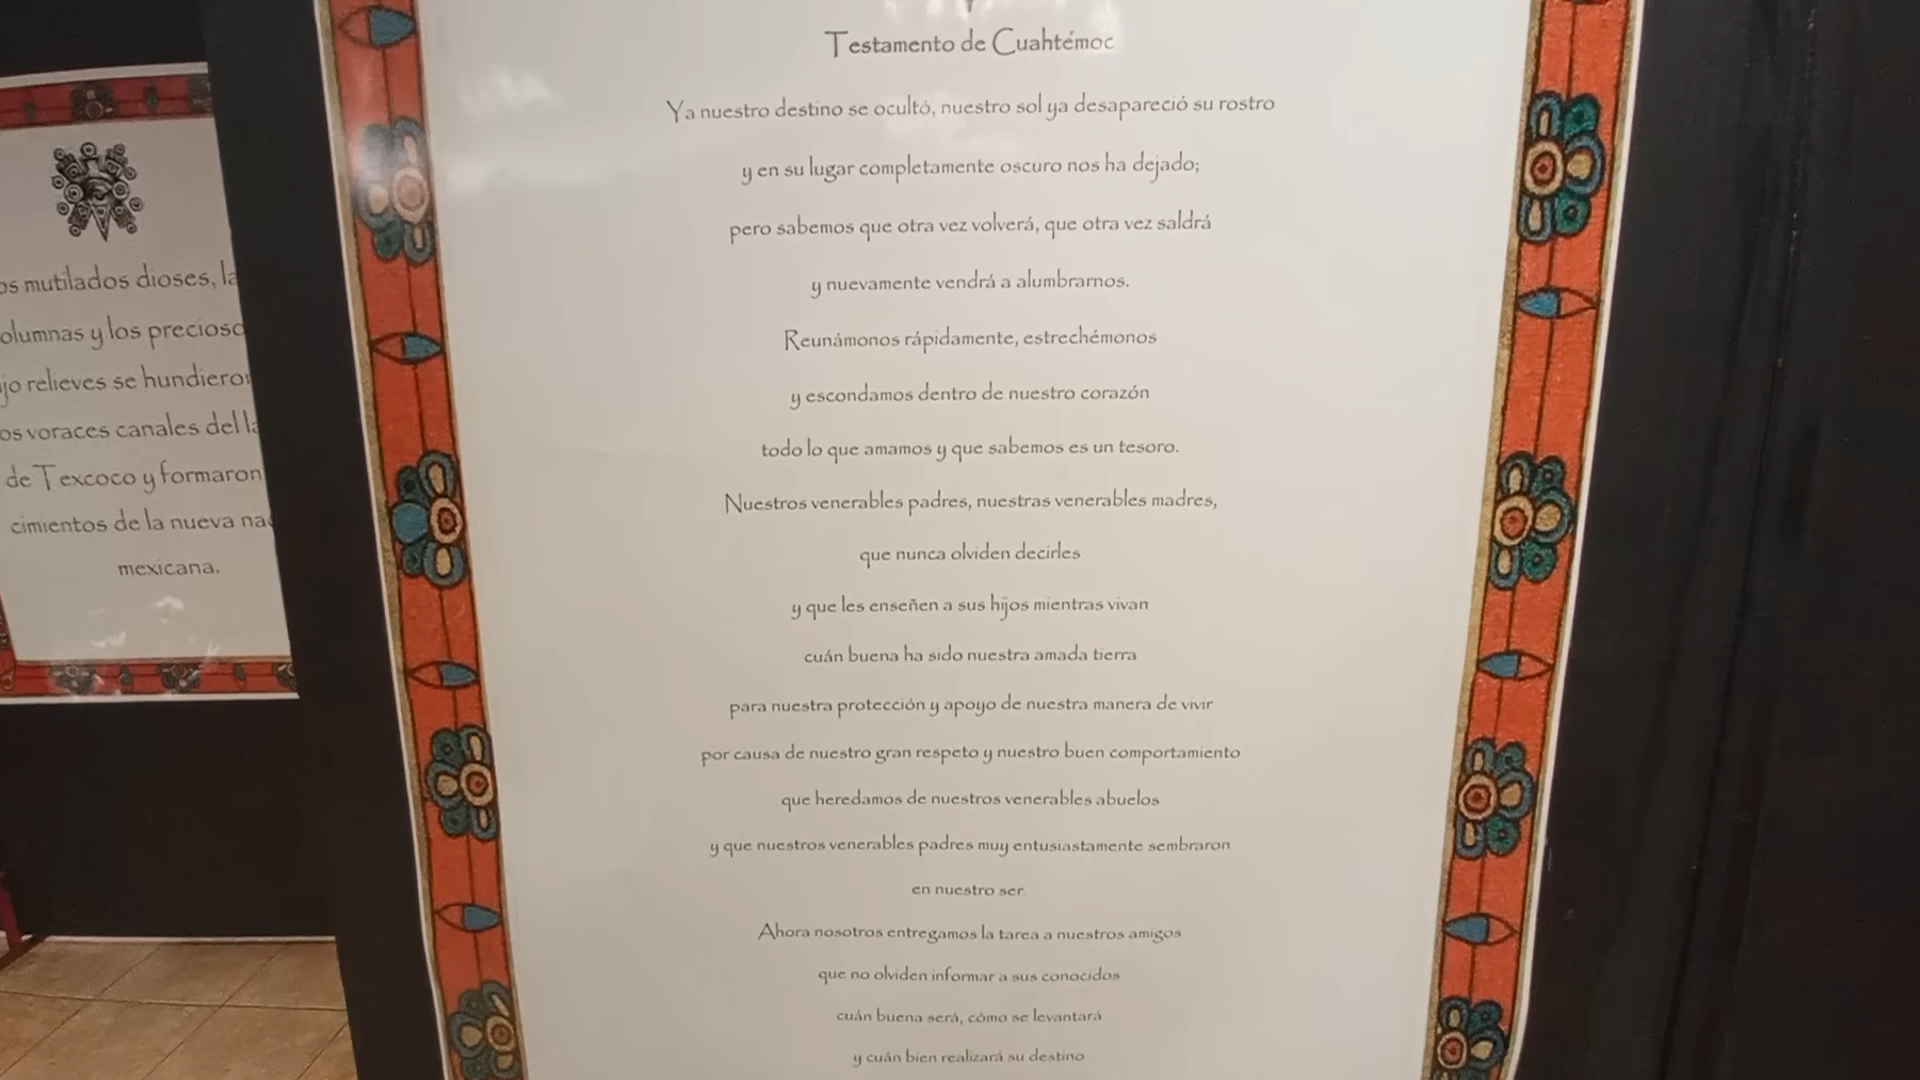 os mutilados dioses, la
olumnas y los precioso
jo relieves se hundiero
os voraces canales del la
de Texcoco y formaron
cimientos de la nueva na
mexicana.
Testamento de Cuahtémoc
Ya nuestro destino se ocultó, nuestro sol ya desapareció su rostro
y en su lugar completamente oscuro nos ha dejado;
pero sabemos que otra vez volverá, que otra vez saldrá
y nuevamente vendrá a alumbrarnos.
Reunámonos rápidamente, estrechémonos
y escondamos dentro de nuestro corazón
todo lo que amamos y que sabemos es un tesoro.
Nuestros venerables padres, nuestras venerables madres,
que nunca olviden decirles
y que les enseñen a sus hijos mientras vivan
cuán buena ha sido nuestra amada tierra
para nuestra protección y apoyo de nuestra manera de vivir
por causa de nuestro gran respeto y nuestro buen comportamiento
que heredamos de nuestros venerables abuelos
y que nuestros venerables padres muy entusiastamente sembraron
en nuestro ser.
Ahora nosotros entregamos la tarea a nuestros amigos
que no olviden informar a sus conocidos
cuán buena será, cómo se levantará
y cuán bien realizará su destino